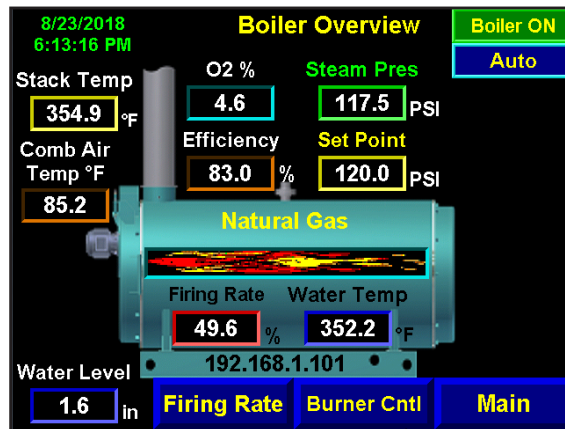 8/23/2018
6:13:16 PM
Boiler Overview
Boiler ON
Auto
Stack Temp
354.9 °F
O2 %
4.6
Steam Pres
117.5 PSI
Comb Air
Temp °F
85.2
Efficiency
83.0 %
Set Point
120.0 PSI
Natural Gas
Firing Rate
49.6 %
Water Temp
352.2 °F
192.168.1.101
Water Level
1.6 in
Firing Rate
Burner Cntl
Main